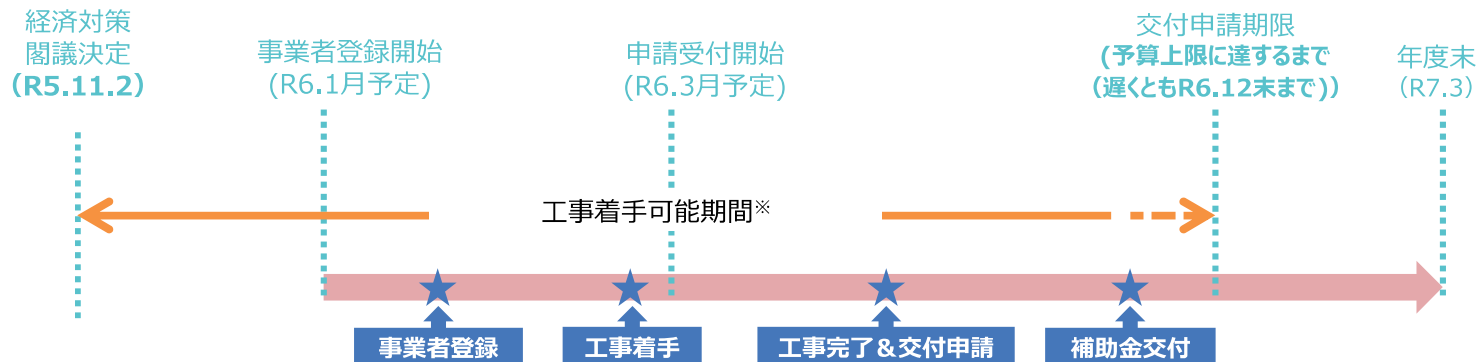 経済対策
閣議決定
（R5.11.2）
事業者登録開始
(R6.1月予定)
申請受付開始
(R6.3月予定)
交付申請期限
(予算上限に達するまで
（遅くともR6.12末まで））
年度末
（R7.3）
工事着手可能期間※
事業者登録
工事着手
工事完了＆交付申請
補助金交付